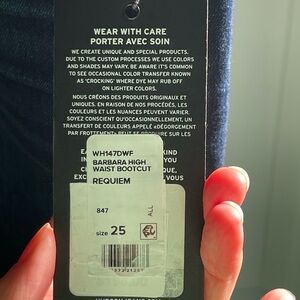 WEAR WITH CARE
PORTER AVEC SOIN
WE CREATE UNIQUE AND SPECIAL PRODUCTS.
DUE TO THE CUSTOM PROCESSES WE USE COLORS
AND SHADES MAY VARY. BE AWARE IT'S COMMON
TO SEE OCCASIONAL COLOR TRANSFER KNOWN
AS 'CROCKING' WHERE DYE MAY RUB OFF
ON LIGHTER COLORS.
NOUS CRÉONS DES PRODUITS ORIGINAUX ET
UNIQUES. EN RAISON DE NOS PROCÉDÉS, LES
COULEURS ET LES NUANCES PEUVENT VARIER.
SOYEZ CONSCIENT QU'OCCASIONNELLEMENT, UN
TRANSFERT DE COULEURS APPELÉ «DÉGORGEMENT
PAR FROTTEMENT» PEUT
WH147DWF
BARBARA HIGH
WAIST BOOTCUT
REQUIEM
847
ALL
size 25